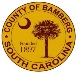 COUNTY OF BAMBERG
Founded
1897
SOUTH CAROLINA